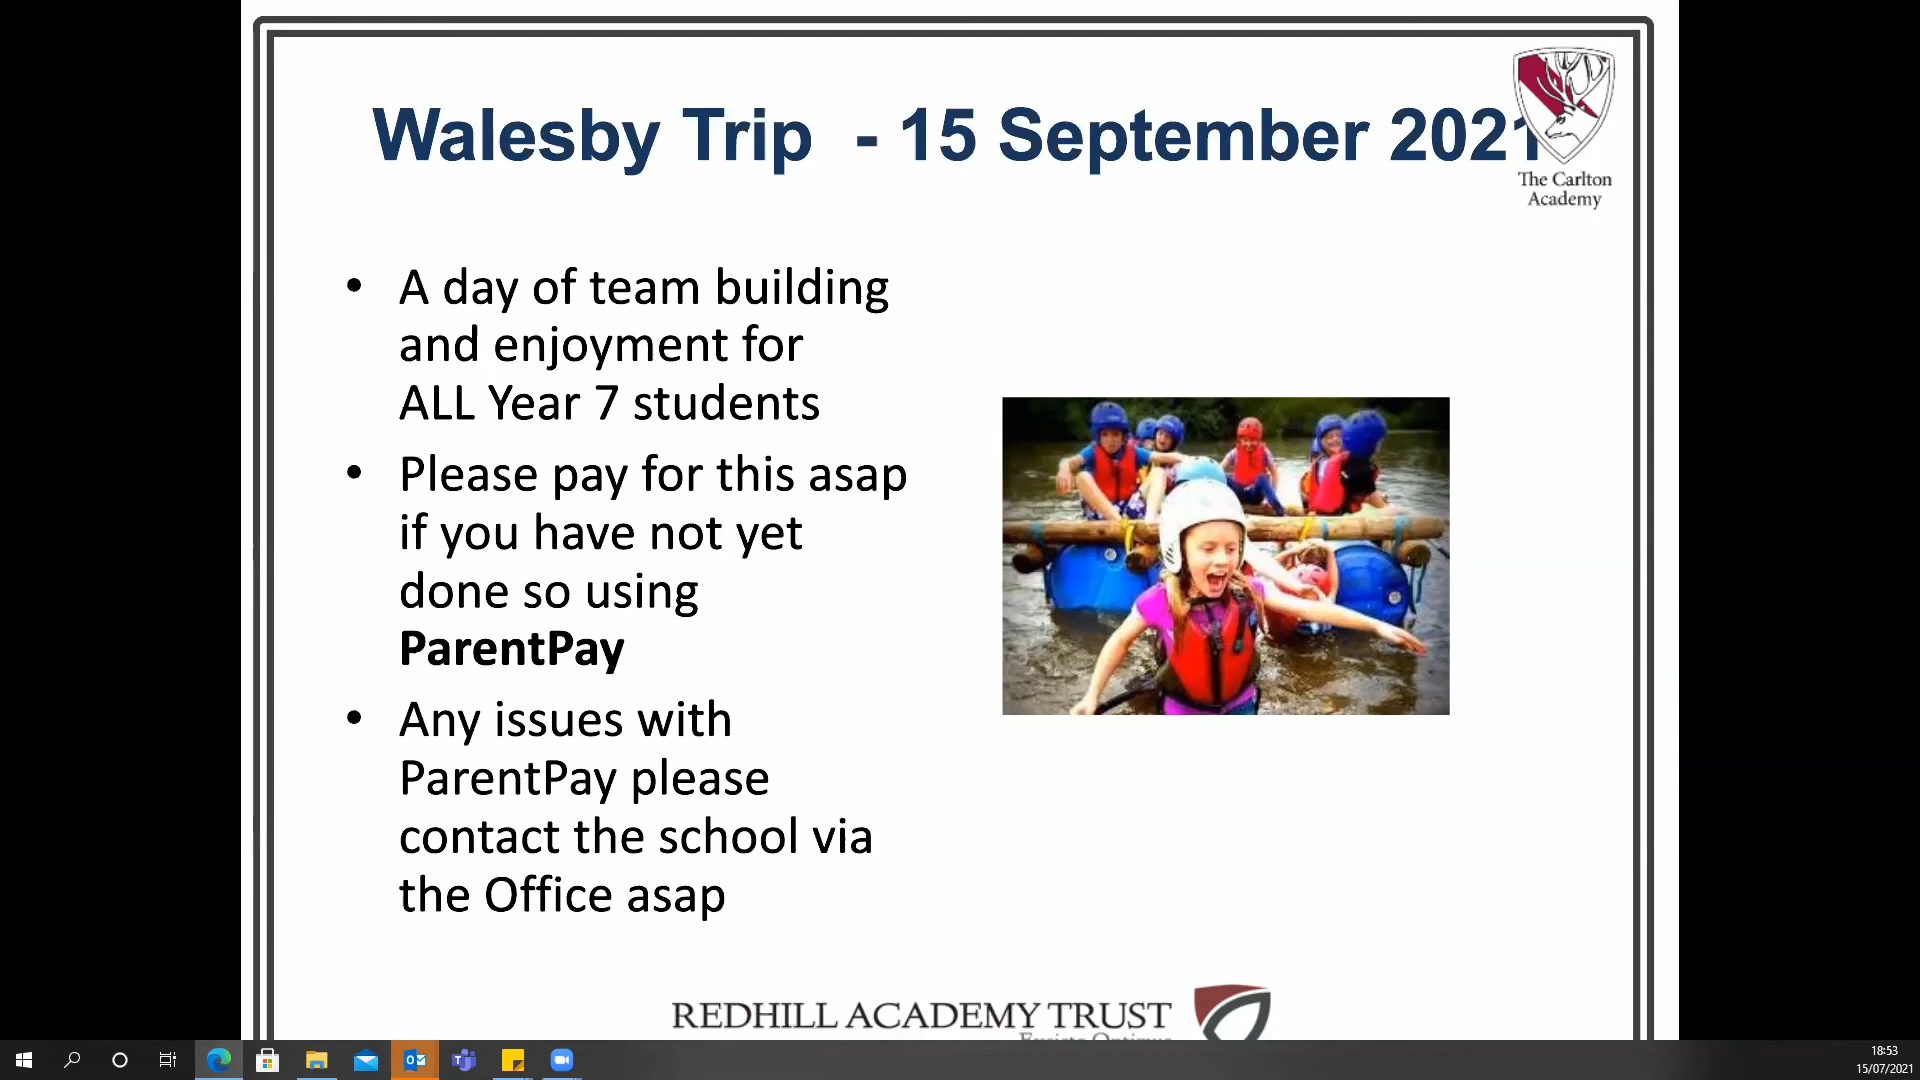 Walesby Trip - 15 September 2021
The Carlton
Academy
• A day of team building
and enjoyment for
ALL Year 7 students
• Please pay for this asap
if you have not yet
done so using
ParentPay
• Any issues with
ParentPay please
contact the school via
the Office asap
REDHILL ACADEMY TRUST
18:53
15/07/2021